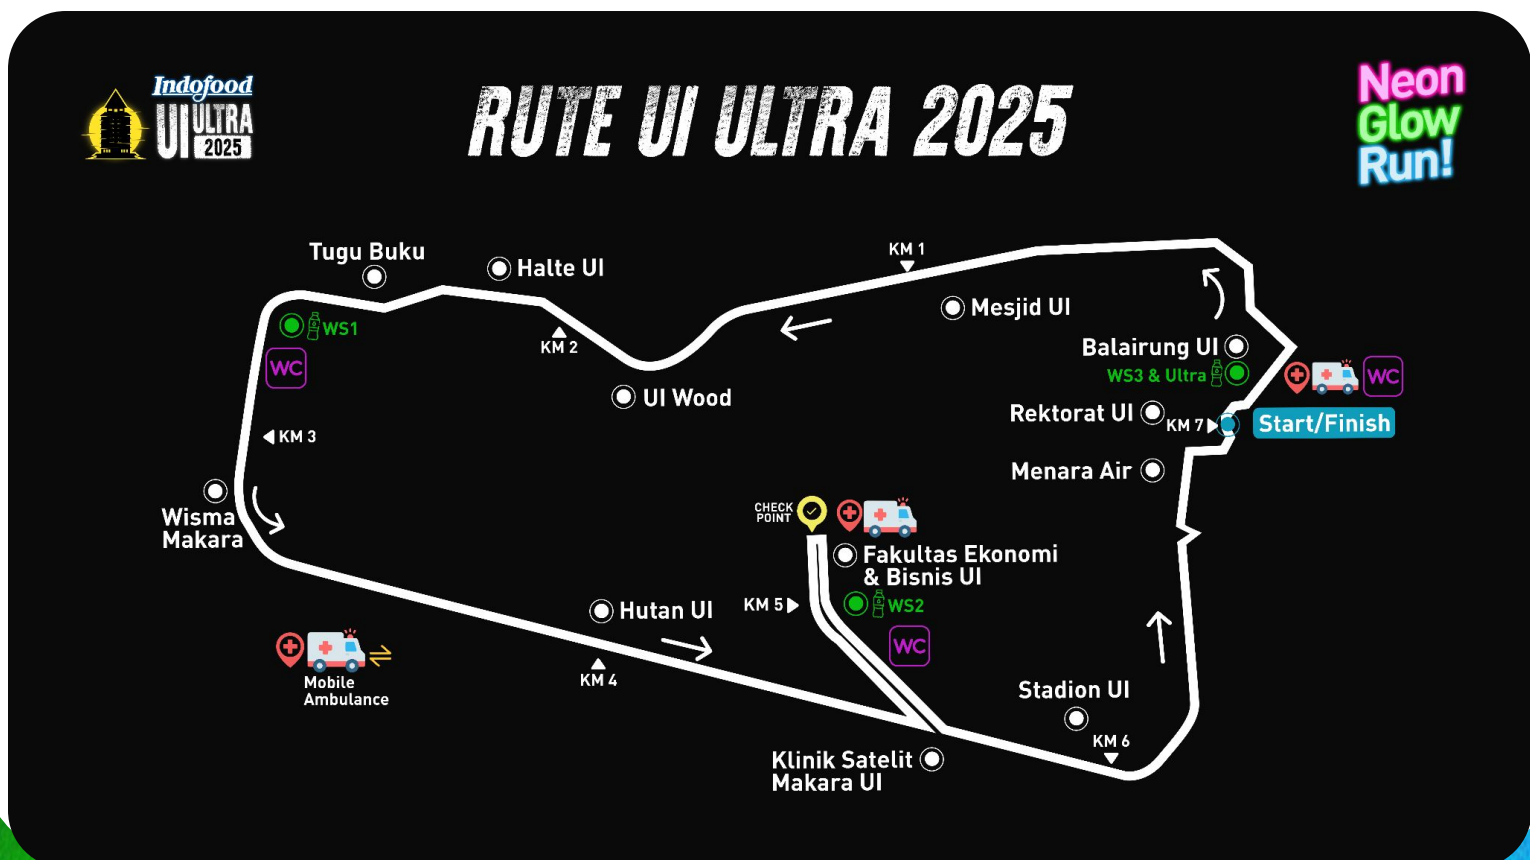 Indofood
UI ULTRA
2025
RUTE UI ULTRA 2025
Neon
Glow
Run!
Tugu Buku
Halte UI
KM 1
Mesjid UI
WS1
WC
KM 2
UI Wood
Balairung UI
WS3 & Ultra
WC
Rektorat UI
KM 7
Start/Finish
KM 3
Menara Air
Wisma
Makara
CHECK
POINT
Fakultas Ekonomi
& Bisnis UI
KM 5
WS2
Hutan UI
WC
KM 4
Mobile
Ambulance
Stadion UI
KM 6
Klinik Satelit
Makara UI